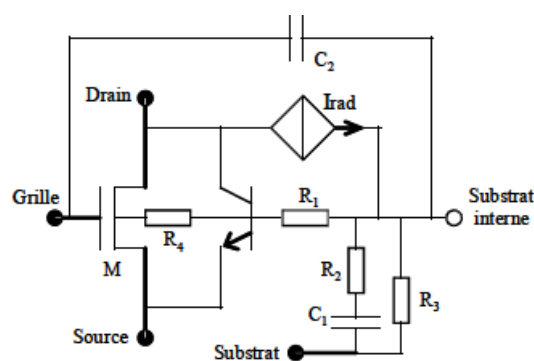 C2
Drain
Irad
Grille
R1
Substrat
interne
R4
M
R2
C1
R3
Source
Substrat